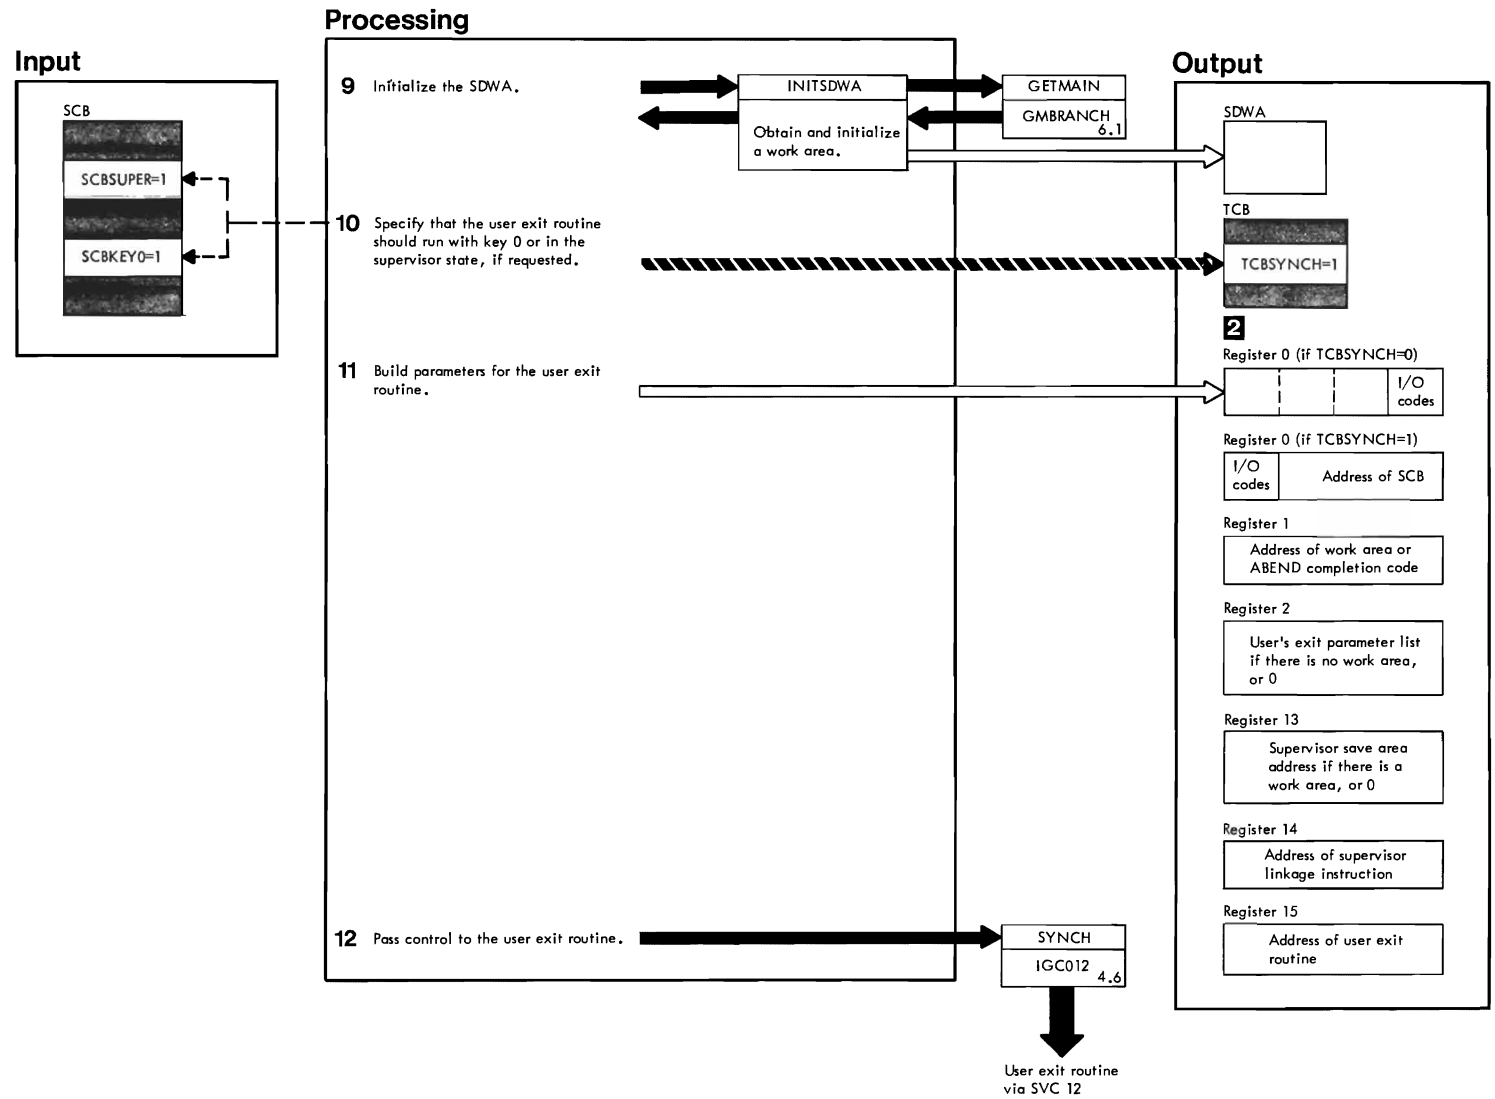 Processing
Input
Output
SCB
SCBSUPER=1
SCBKEY0=1
9 Initialize the SDWA.
INITSDWA
Obtain and initialize
a work area.
GETMAIN
GMBRANCH
6.1
10 Specify that the user exit routine
should run with key 0 or in the
supervisor state, if requested.
11 Build parameters for the user exit
routine.
12 Pass control to the user exit routine.
SYNCH
IGC012
4.6
User exit routine
via SVC 12
SDWA
TCB
TCBSYNCH=1
2
Register 0 (if TCBSYNCH=0)
I/O
codes
Register 0 (if TCBSYNCH=1)
I/O
codes
Address of SCB
Register 1
Address of work area or
ABEND completion code
Register 2
User's exit parameter list
if there is no work area,
or 0
Register 13
Supervisor save area
address if there is a
work area, or 0
Register 14
Address of supervisor
linkage instruction
Register 15
Address of user exit
routine